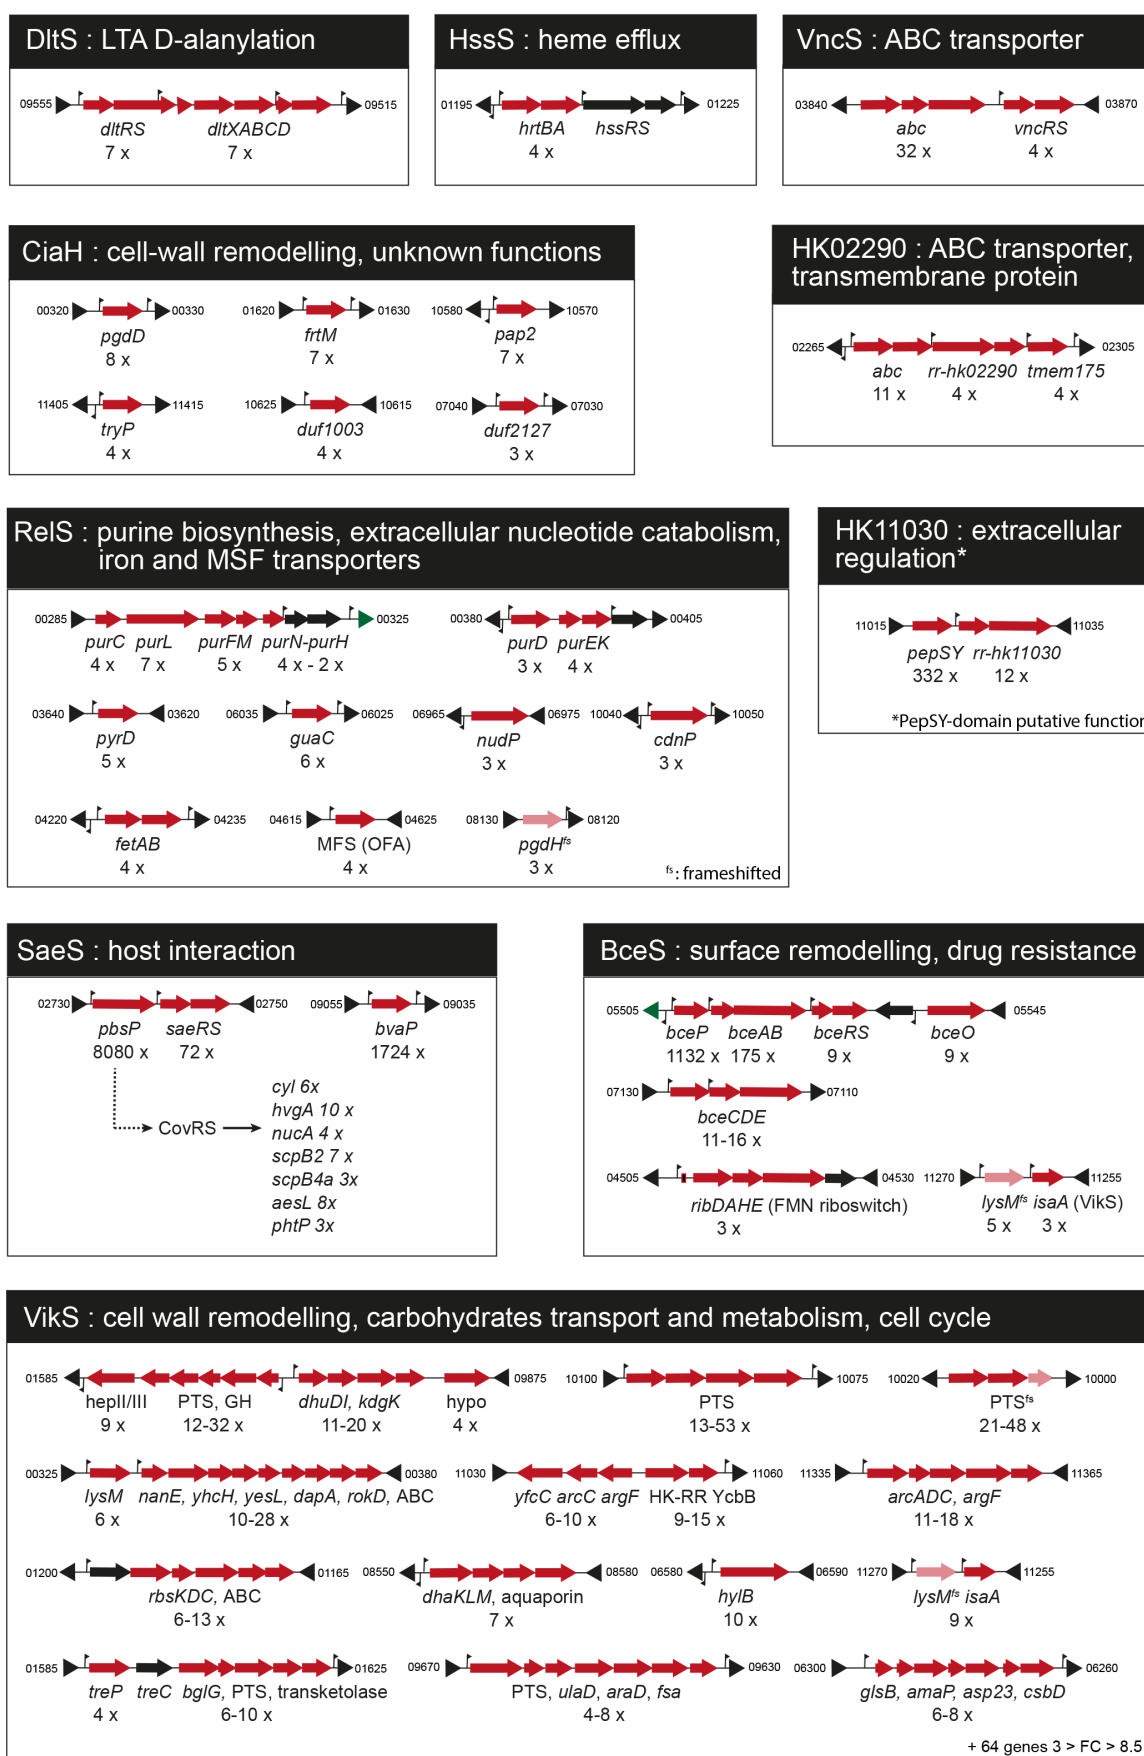 DltS : LTA D-alanylation
09555 09515
dltRS dltXABCD
7 x 7 x
HssS : heme efflux
01195 01225
hrtBA hssRS
4 x
VncS : ABC transporter
03840 03870
abc vncRS
32 x 4 x
CiaH : cell-wall remodelling, unknown functions
00320 00330 01620 01630 10580 10570
pgdD frtM pap2
8 x 7 x 7 x
11405 11415 10625 10615 07040 07030
tryP duf1003 duf2127
4 x 4 x 3 x
HK02290 : ABC transporter,
transmembrane protein
02265 02305
abc rr-hk02290 tmem175
11 x 4 x 4 x
RelS : purine biosynthesis, extracellular nucleotide catabolism,
iron and MSF transporters
00285 00325 00380 00405
purC purL purFM purN-purH purD purEK
4 x 7 x 5 x 4 x - 2 x 3 x 4 x
03640 03620 06035 06025 06965 06975 10040 10050
pyrD guaC nudP cdnP
5 x 6 x 3 x 3 x
04220 04235 04615 04625 08130 08120
fetAB MFS (OFA) pgdHfs
4 x 4 x 3 x
fs : frameshifted
HK11030 : extracellular
regulation*
11015 11035
pepSY rr-hk11030
332 x 12 x
*PepSY-domain putative function
SaeS : host interaction
02730 02750 09055 09035
pbsP saeRS bvaP
8080 x 72 x 1724 x
CovRS
cyl 6x
hvgA 10 x
nucA 4 x
scpB2 7 x
scpB4a 3x
aesL 8x
phtP 3x
BceS : surface remodelling, drug resistance
05505 05545
bceP bceAB bceRS bceO
1132 x 175 x 9 x 9 x
07130 07110
bceCDE
11-16 x
04505 04530 11270 11255
ribDAHE (FMN riboswitch) lysMfs isaA (VikS)
3 x 5 x 3 x
VikS : cell wall remodelling, carbohydrates transport and metabolism, cell cycle
01585 09875 10100 10075 10020 10000
hepII/III PTS, GH dhuDI, kdgK hypo PTS PTSfs
9 x 12-32 x 11-20 x 4 x 13-53 x 21-48 x
00325 00380 11030 11060 11335 11365
lysM nanE, yhcH, yesL, dapA, rokD, ABC yfcC arcC argF HK-RR YcbB arcADC, argF
6 x 10-28 x 6-10 x 9-15 x 11-18 x
01200 01165 08550 08580 06580 06590 11270 11255
rbsKDC, ABC dhaKLM, aquaporin hylB lysMfs isaA
6-13 x 7 x 10 x 9 x
01585 01625 09670 09630 06300 06260
treP treC bglG, PTS, transketolase PTS, ulaD, araD, fsa glsB, amaP, asp23, csbD
4 x 6-10 x 4-8 x 6-8 x
+ 64 genes 3 > FC > 8.5